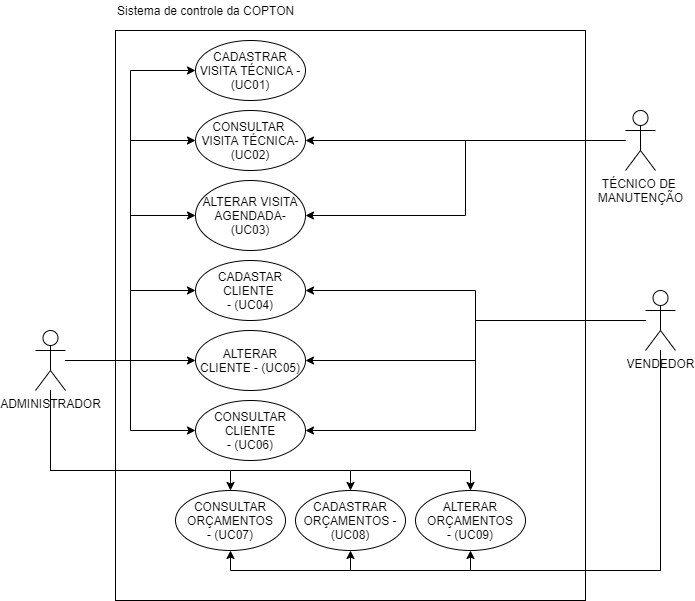 Sistema de controle da COPTON
CADASTRAR
VISITA TÉCNICA -
(UC01)
CONSULTAR
VISITA TÉCNICA-
(UC02)
ALTERAR VISITA
AGENDADA-
(UC03)
TÉCNICO DE
MANUTENÇÃO
CADASTAR
CLIENTE
- (UC04)
ALTERAR
CLIENTE - (UC05)
VENDEDOR
ADMINISTRADOR
CONSULTAR
CLIENTE
- (UC06)
CONSULTAR
ORÇAMENTOS
- (UC07)
CADASTRAR
ORÇAMENTOS -
(UC08)
ALTERAR
ORÇAMENTOS
- (UC09)